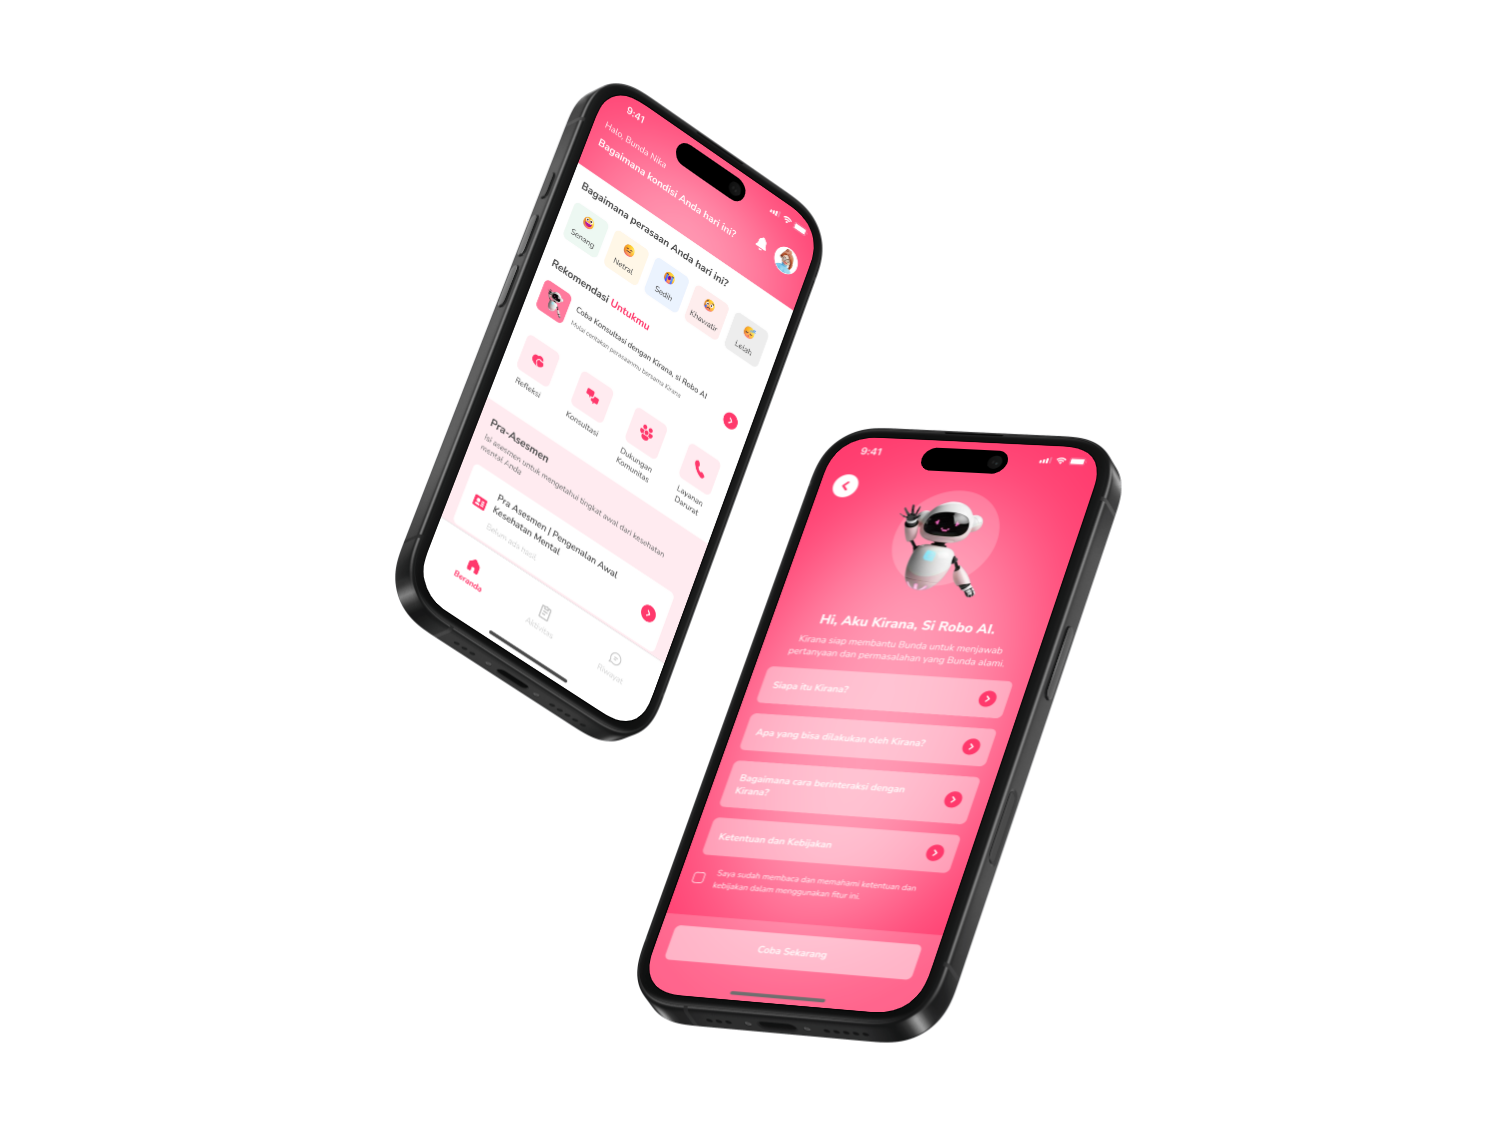 9:41
Halo, Bunda Nika
Bagaimana kondisi Anda hari ini?
Bagaimana perasaan Anda hari ini?
Senang
Netral
Sedih
Khawatir
Lelah
Rekomendasi Untukmu
Coba Konsultasi dengan Kirana, si Robo AI
Mulai ceritakan perasaanmu bersama Kirana
Refleksi
Konsultasi
Dukungan
Komunitas
Layanan
Darurat
Pra-Asesmen
Isi asesmen untuk mengetahui tingkat awal dari kesehatan
mental Anda
Pra Asesmen | Pengenalan Awal
Kesehatan Mental
Belum ada hasil
Beranda
Aktivitas
Riwayat
9:41
Hi, Aku Kirana, Si Robo AI.
Kirana siap membantu Bunda untuk menjawab
pertanyaan dan permasalahan yang Bunda alami.
Siapa itu Kirana?
Apa yang bisa dilakukan oleh Kirana?
Bagaimana cara berinteraksi dengan
Kirana?
Ketentuan dan Kebijakan
Saya sudah membaca dan memahami ketentuan dan
kebijakan dalam menggunakan fitur ini.
Coba Sekarang